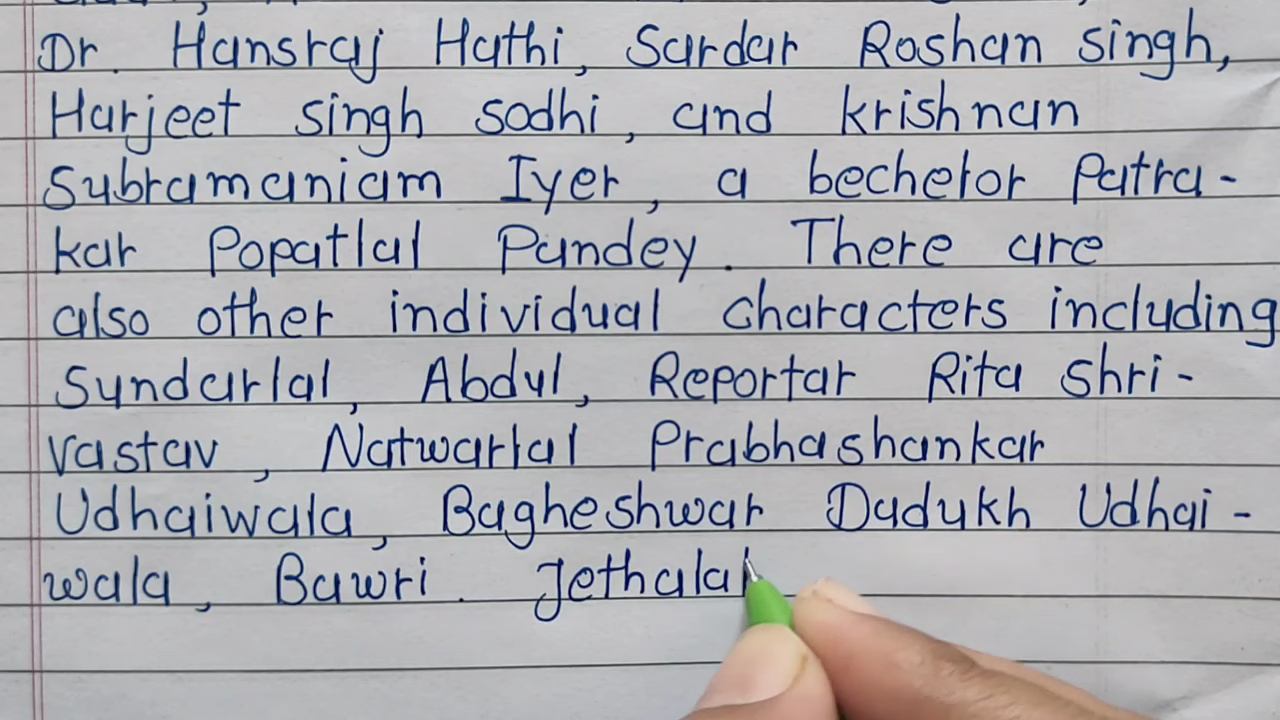 Dr. Hansraj Hathi, Sardar Roshan singh,
Harjeet singh sodhi, and krishnan
Subramaniam Iyer, a bechelor Patra-
kar Popatlal Pandey. There are
also other individual characters including
Sundarlal, Abdul, Reportar Rita Shri-
vastav, Natwarlal Prabhashankar
Udhaiwala, Bagheshwar Dadukh Udhai-
wala, Bawri. Jethalal